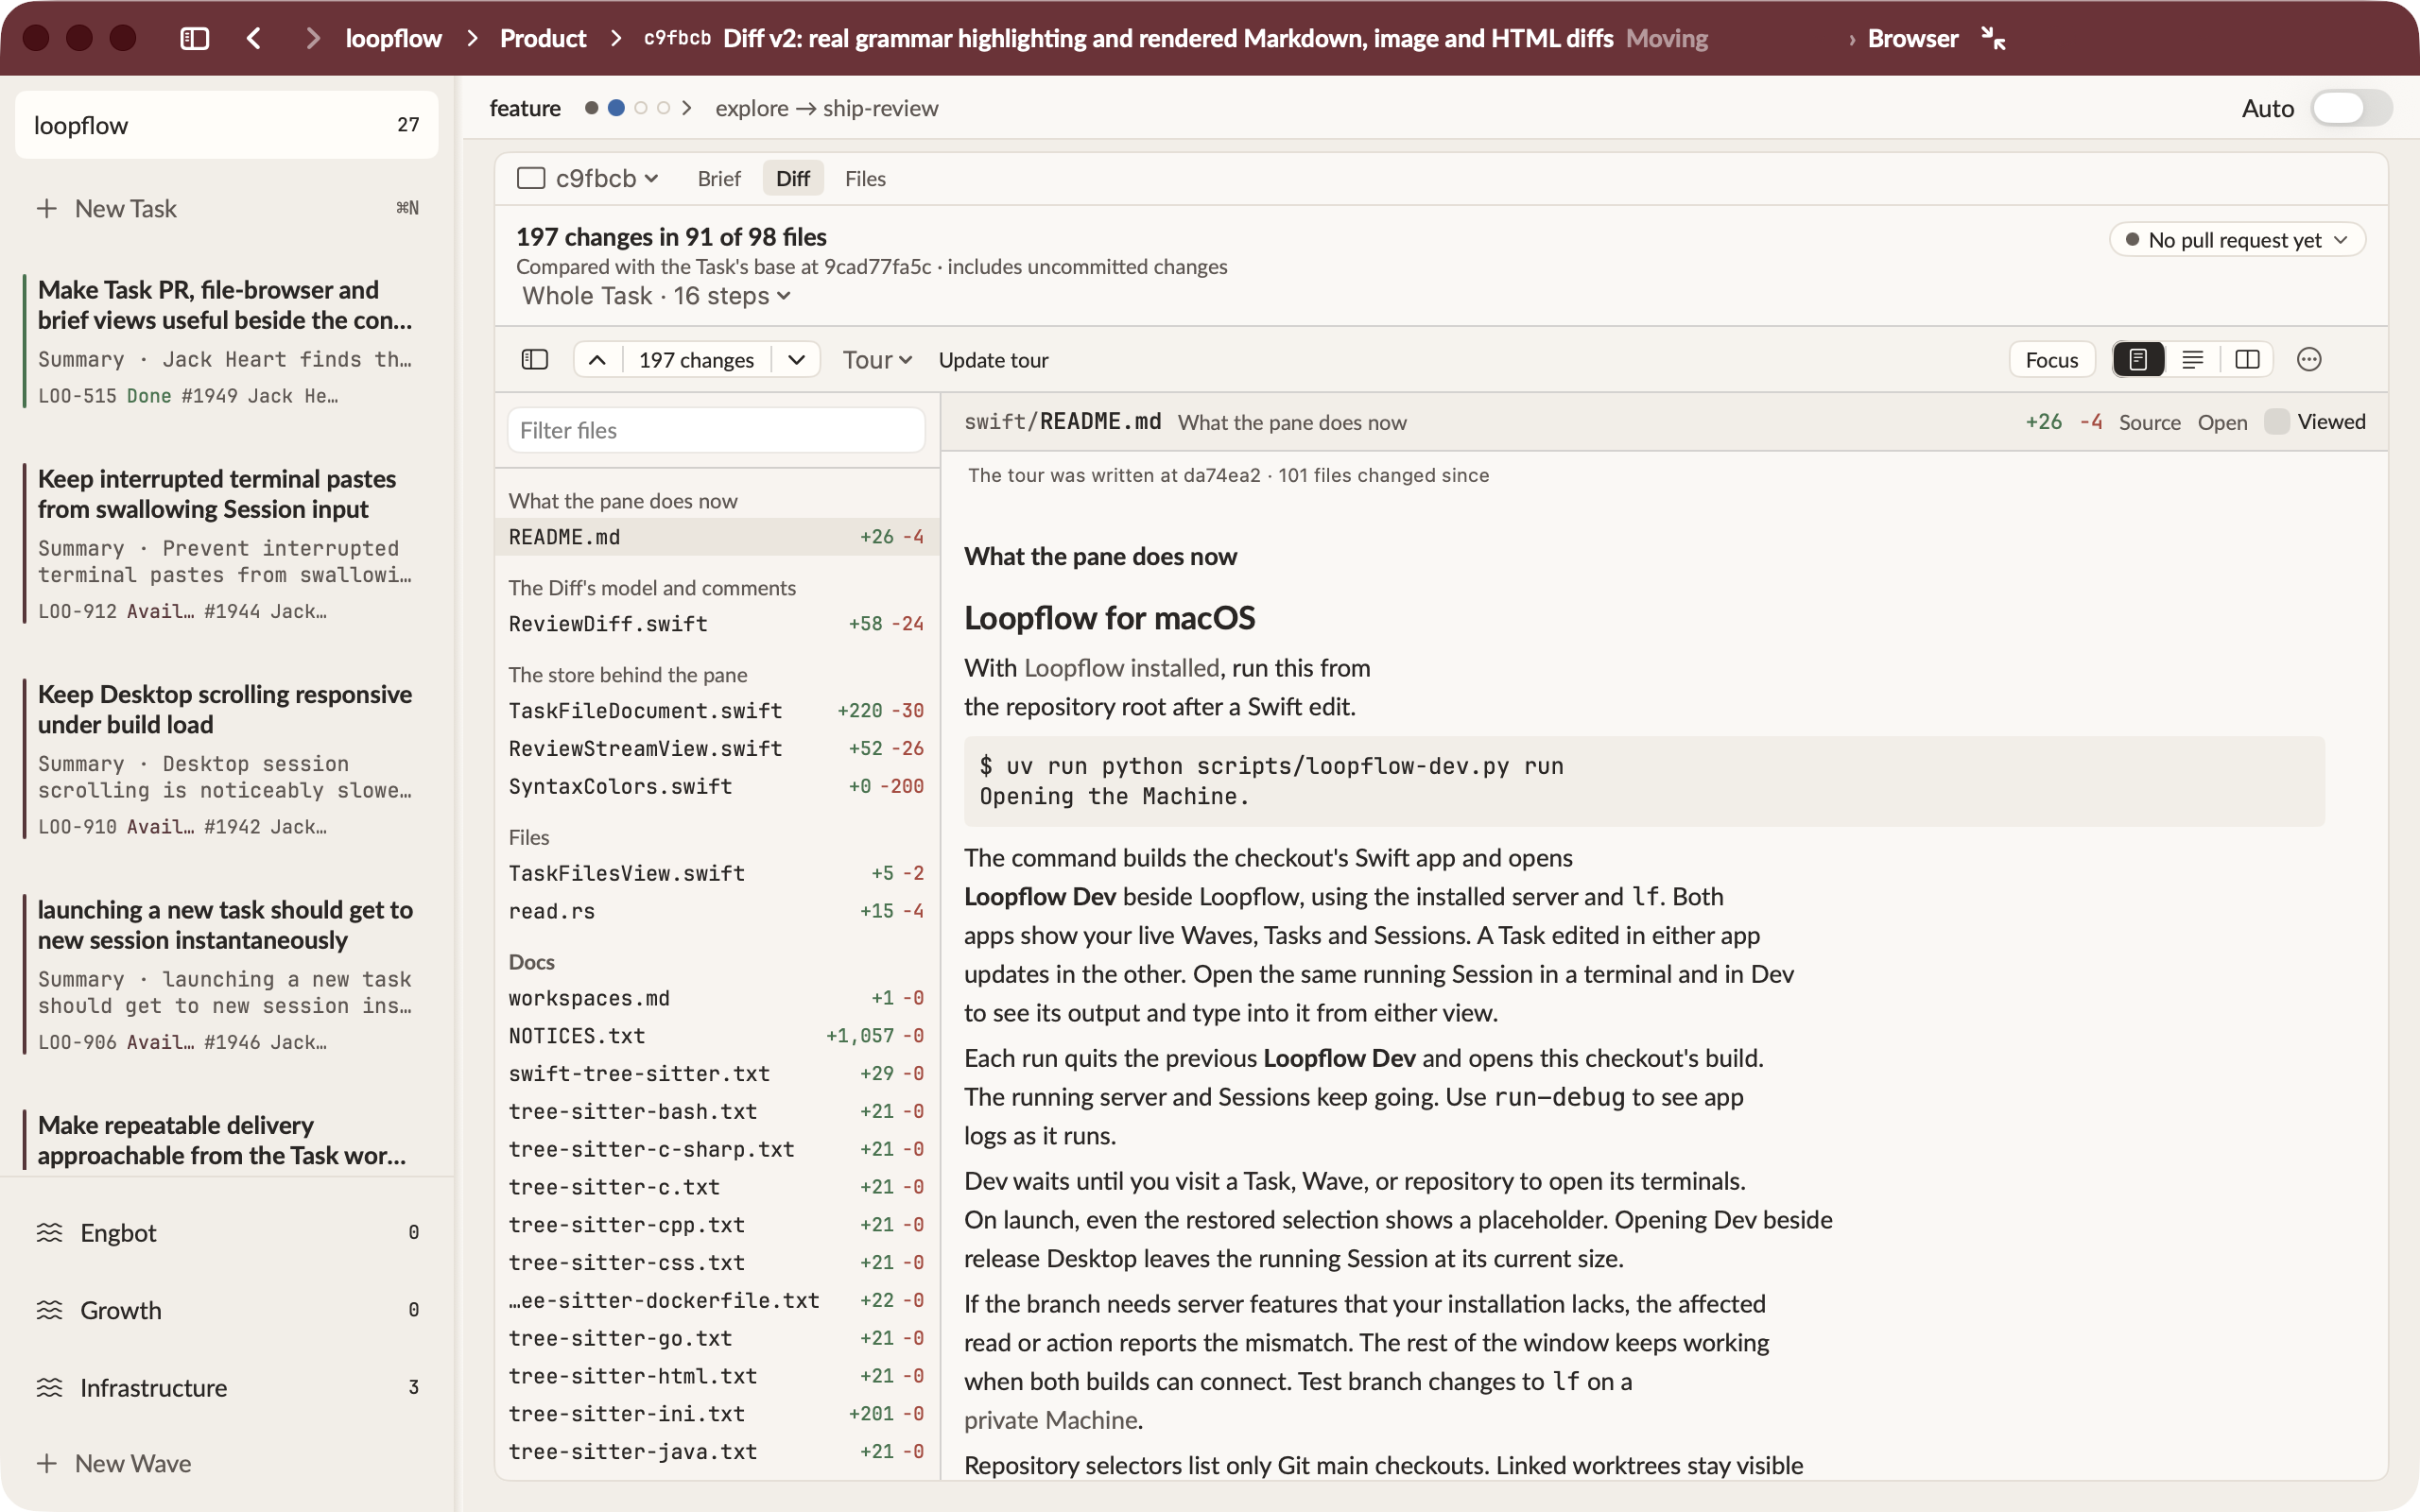 loopflow > Product > c9fbcb Diff v2: real grammar highlighting and rendered Markdown, image and HTML diffs Moving › Browser
loopflow 27
New Task ⌘N
Make Task PR, file-browser and
brief views useful beside the con…
Summary · Jack Heart finds th…
LOO-515 Done #1949 Jack He…
Keep interrupted terminal pastes
from swallowing Session input
Summary · Prevent interrupted
terminal pastes from swallowi…
LOO-912 Avail… #1944 Jack…
Keep Desktop scrolling responsive
under build load
Summary · Desktop session
scrolling is noticeably slowe…
LOO-910 Avail… #1942 Jack…
launching a new task should get to
new session instantaneously
Summary · launching a new task
should get to new session ins…
LOO-906 Avail… #1946 Jack…
Make repeatable delivery
approachable from the Task wor…
Engbot 0
Growth 0
Infrastructure 3
New Wave
feature explore → ship-review Auto
c9fbcb Brief Diff Files
197 changes in 91 of 98 files
Compared with the Task's base at 9cad77fa5c · includes uncommitted changes
Whole Task · 16 steps
No pull request yet
197 changes Tour Update tour Focus
Filter files
What the pane does now
README.md +26 -4
The Diff's model and comments
ReviewDiff.swift +58 -24
The store behind the pane
TaskFileDocument.swift +220 -30
ReviewStreamView.swift +52 -26
SyntaxColors.swift +0 -200
Files
TaskFilesView.swift +5 -2
read.rs +15 -4
Docs
workspaces.md +1 -0
NOTICES.txt +1,057 -0
swift-tree-sitter.txt +29 -0
tree-sitter-bash.txt +21 -0
tree-sitter-c-sharp.txt +21 -0
tree-sitter-c.txt +21 -0
tree-sitter-cpp.txt +21 -0
tree-sitter-css.txt +21 -0
…ee-sitter-dockerfile.txt +22 -0
tree-sitter-go.txt +21 -0
tree-sitter-html.txt +21 -0
tree-sitter-ini.txt +201 -0
tree-sitter-java.txt +21 -0
swift/README.md What the pane does now +26 -4 Source Open Viewed
The tour was written at da74ea2 · 101 files changed since
What the pane does now
Loopflow for macOS
With Loopflow installed, run this from
the repository root after a Swift edit.
$ uv run python scripts/loopflow-dev.py run
Opening the Machine.
The command builds the checkout's Swift app and opens
Loopflow Dev beside Loopflow, using the installed server and lf. Both
apps show your live Waves, Tasks and Sessions. A Task edited in either app
updates in the other. Open the same running Session in a terminal and in Dev
to see its output and type into it from either view.
Each run quits the previous Loopflow Dev and opens this checkout's build.
The running server and Sessions keep going. Use run-debug to see app
logs as it runs.
Dev waits until you visit a Task, Wave, or repository to open its terminals.
On launch, even the restored selection shows a placeholder. Opening Dev beside
release Desktop leaves the running Session at its current size.
If the branch needs server features that your installation lacks, the affected
read or action reports the mismatch. The rest of the window keeps working
when both builds can connect. Test branch changes to lf on a
private Machine.
Repository selectors list only Git main checkouts. Linked worktrees stay visible